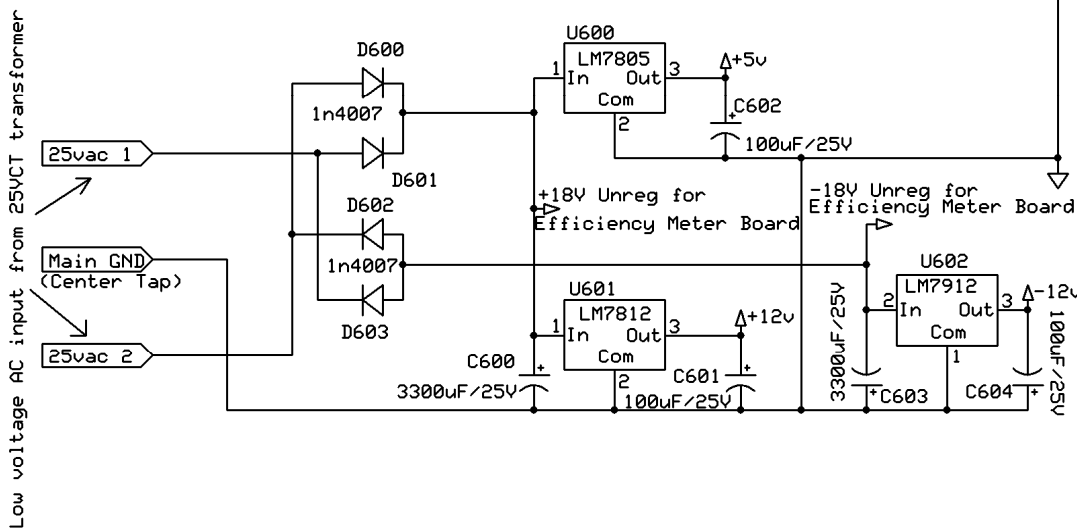 Low voltage AC input from 25VCT transformer
25vac 1
Main GND
(Center Tap)
25vac 2
D600
1n4007
D601
D602
1n4007
D603
U600
LM7805
1
In
Out
3
Com
2
+5v
+
C602
100uF/25V
+18V Unreg for
Efficiency Meter Board
-18V Unreg for
Efficiency Meter Board
U601
LM7812
1
In
Out
3
Com
2
+12v
C600
+
3300uF/25V
C601
+
100uF/25V
U602
LM7912
2
In
Out
3
Com
1
-12v
3300uF/25V
+
C603
C604
+
100uF/25V